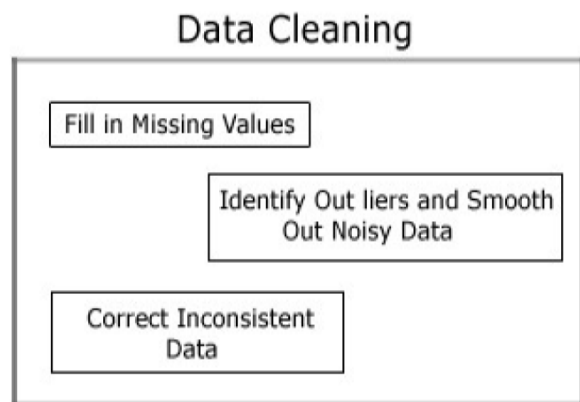 Data Cleaning
Fill in Missing Values
Identify Out liers and Smooth
Out Noisy Data
Correct Inconsistent
Data